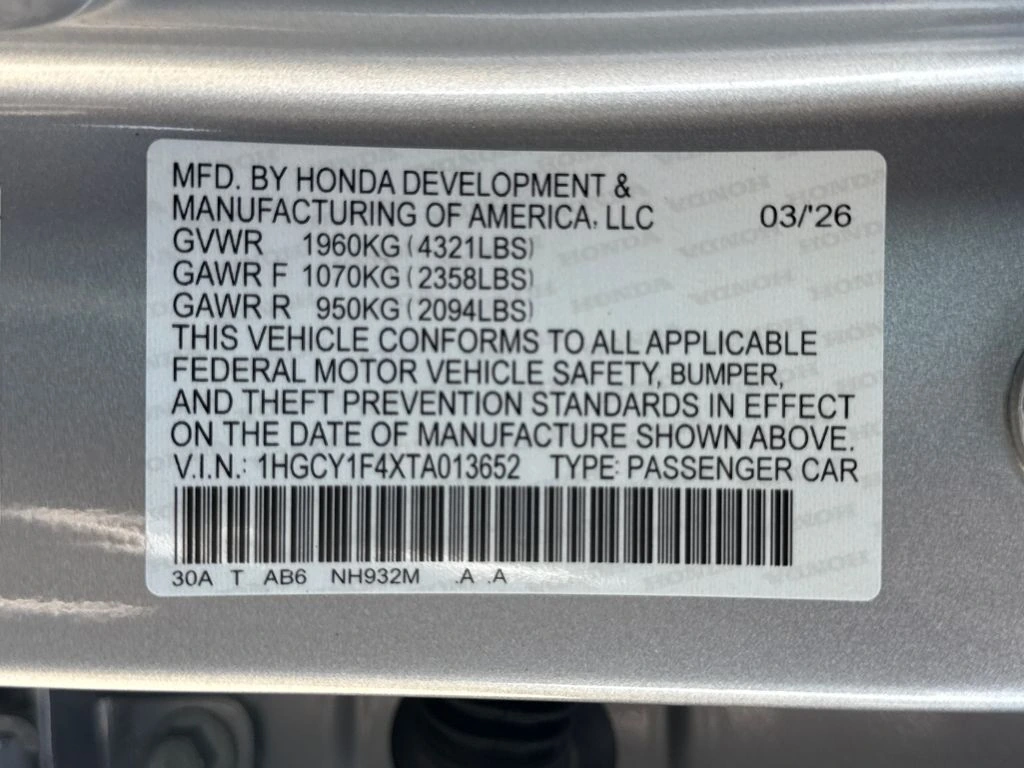 MFD. BY HONDA DEVELOPMENT &
MANUFACTURING OF AMERICA, LLC 03/'26
GVWR 1960KG (4321LBS)
GAWR F 1070KG (2358LBS)
GAWR R 950KG (2094LBS)
THIS VEHICLE CONFORMS TO ALL APPLICABLE
FEDERAL MOTOR VEHICLE SAFETY, BUMPER,
AND THEFT PREVENTION STANDARDS IN EFFECT
ON THE DATE OF MANUFACTURE SHOWN ABOVE.
V.I.N.: 1HGCY1F4XTA013652 TYPE: PASSENGER CAR
30A T AB6 NH932M .A .A